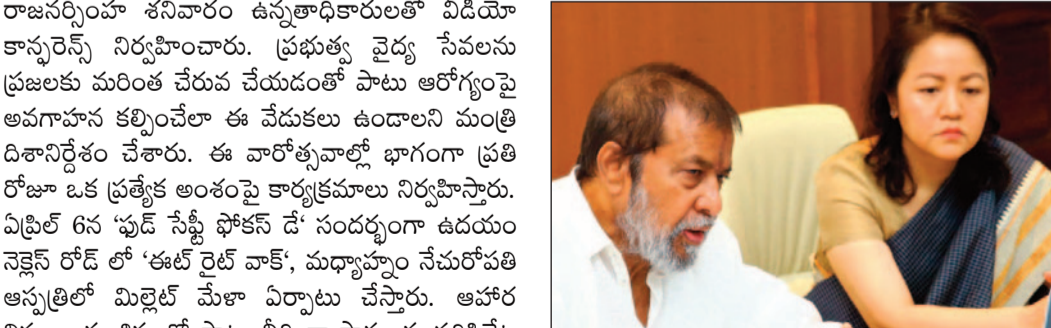 రాజనర్సింహ శనివారం ఉన్నతాధికారులతో వీడియో
కాన్ఫరెన్స్ నిర్వహించారు. ప్రభుత్వ వైద్య సేవలను
ప్రజలకు మరింత చేరువ చేయడంతో పాటు ఆరోగ్యంపై
అవగాహన కల్పించేలా ఈ వేడుకలు ఉండాలని మంత్రి
దిశానిర్దేశం చేశారు. ఈ వారోత్సవాల్లో భాగంగా ప్రతి
రోజూ ఒక ప్రత్యేక అంశంపై కార్యక్రమాలు నిర్వహిస్తారు.
ఏప్రిల్ 6న ‘ఫుడ్ సేఫ్టీ ఫోకస్ డే‘ సందర్భంగా ఉదయం
నెక్లెస్ రోడ్ లో ‘ఈట్ రైట్ వాక్‘, మధ్యాహ్నం నేచురోపతి
ఆస్పత్రిలో మిల్లెట్ మేళా ఏర్పాటు చేస్తారు. ఆహార